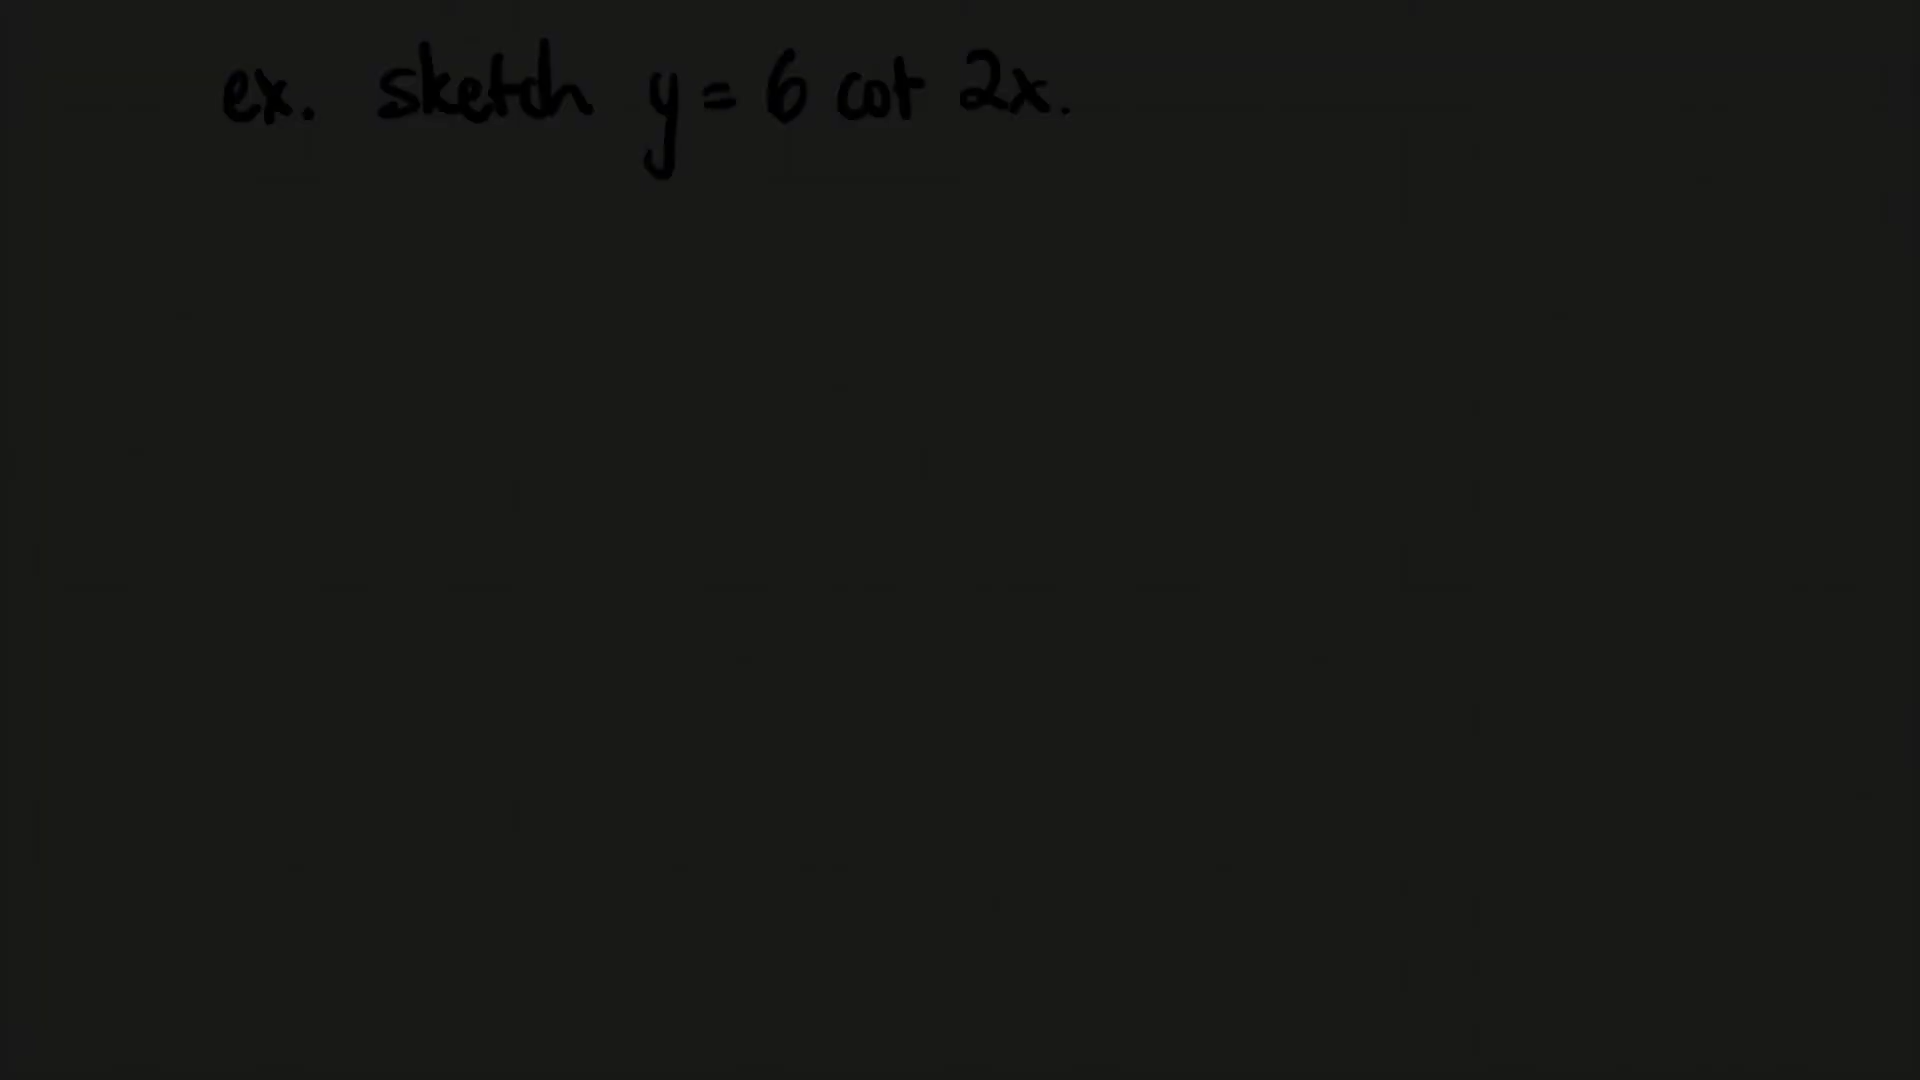 ex. sketch y = 6 cot 2x.